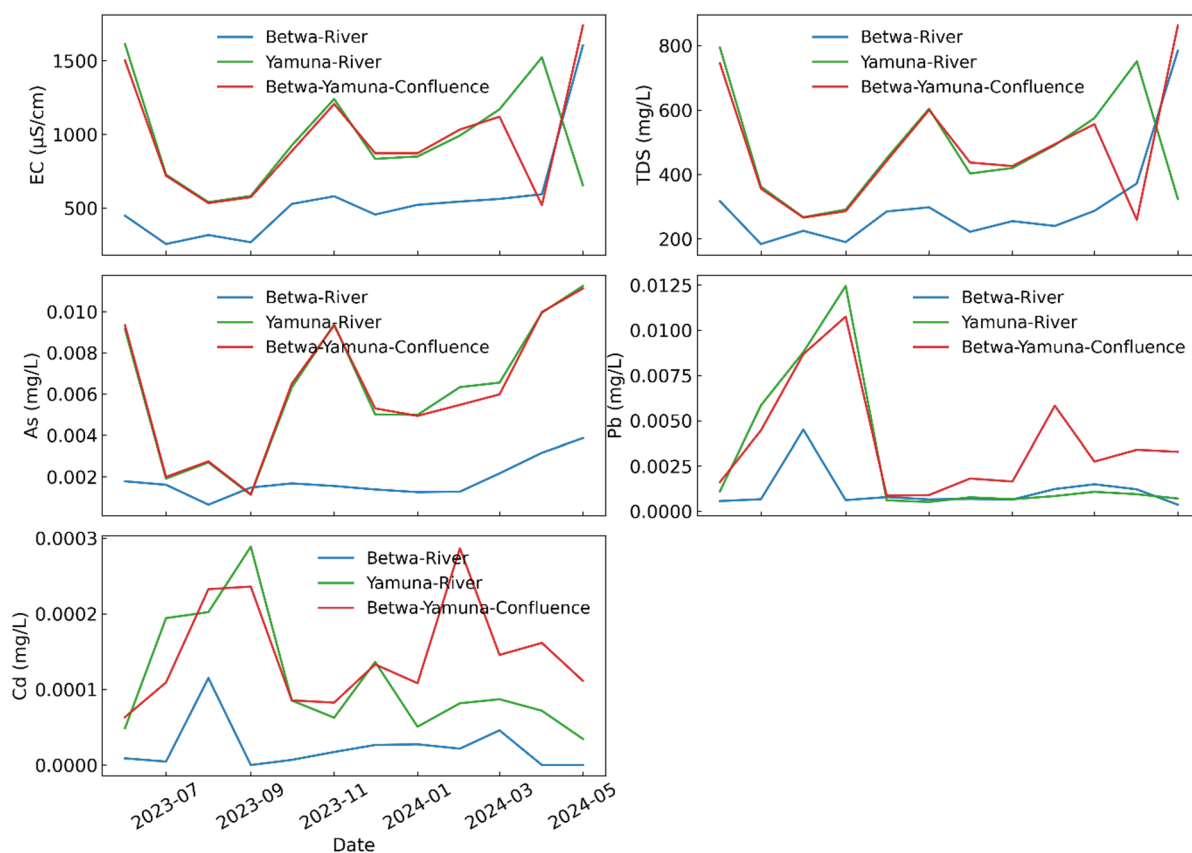 Betwa-River
Yamuna-River
Betwa-Yamuna-Confluence
1500
1000
500
EC (µS/cm)
Betwa-River
Yamuna-River
Betwa-Yamuna-Confluence
800
600
400
200
TDS (mg/L)
Betwa-River
Yamuna-River
Betwa-Yamuna-Confluence
0.010
0.008
0.006
0.004
0.002
As (mg/L)
Betwa-River
Yamuna-River
Betwa-Yamuna-Confluence
0.0125
0.0100
0.0075
0.0050
0.0025
0.0000
Pb (mg/L)
Betwa-River
Yamuna-River
Betwa-Yamuna-Confluence
0.0003
0.0002
0.0001
0.0000
Cd (mg/L)
2023-07
2023-09
2023-11
2024-01
2024-03
2024-05
Date